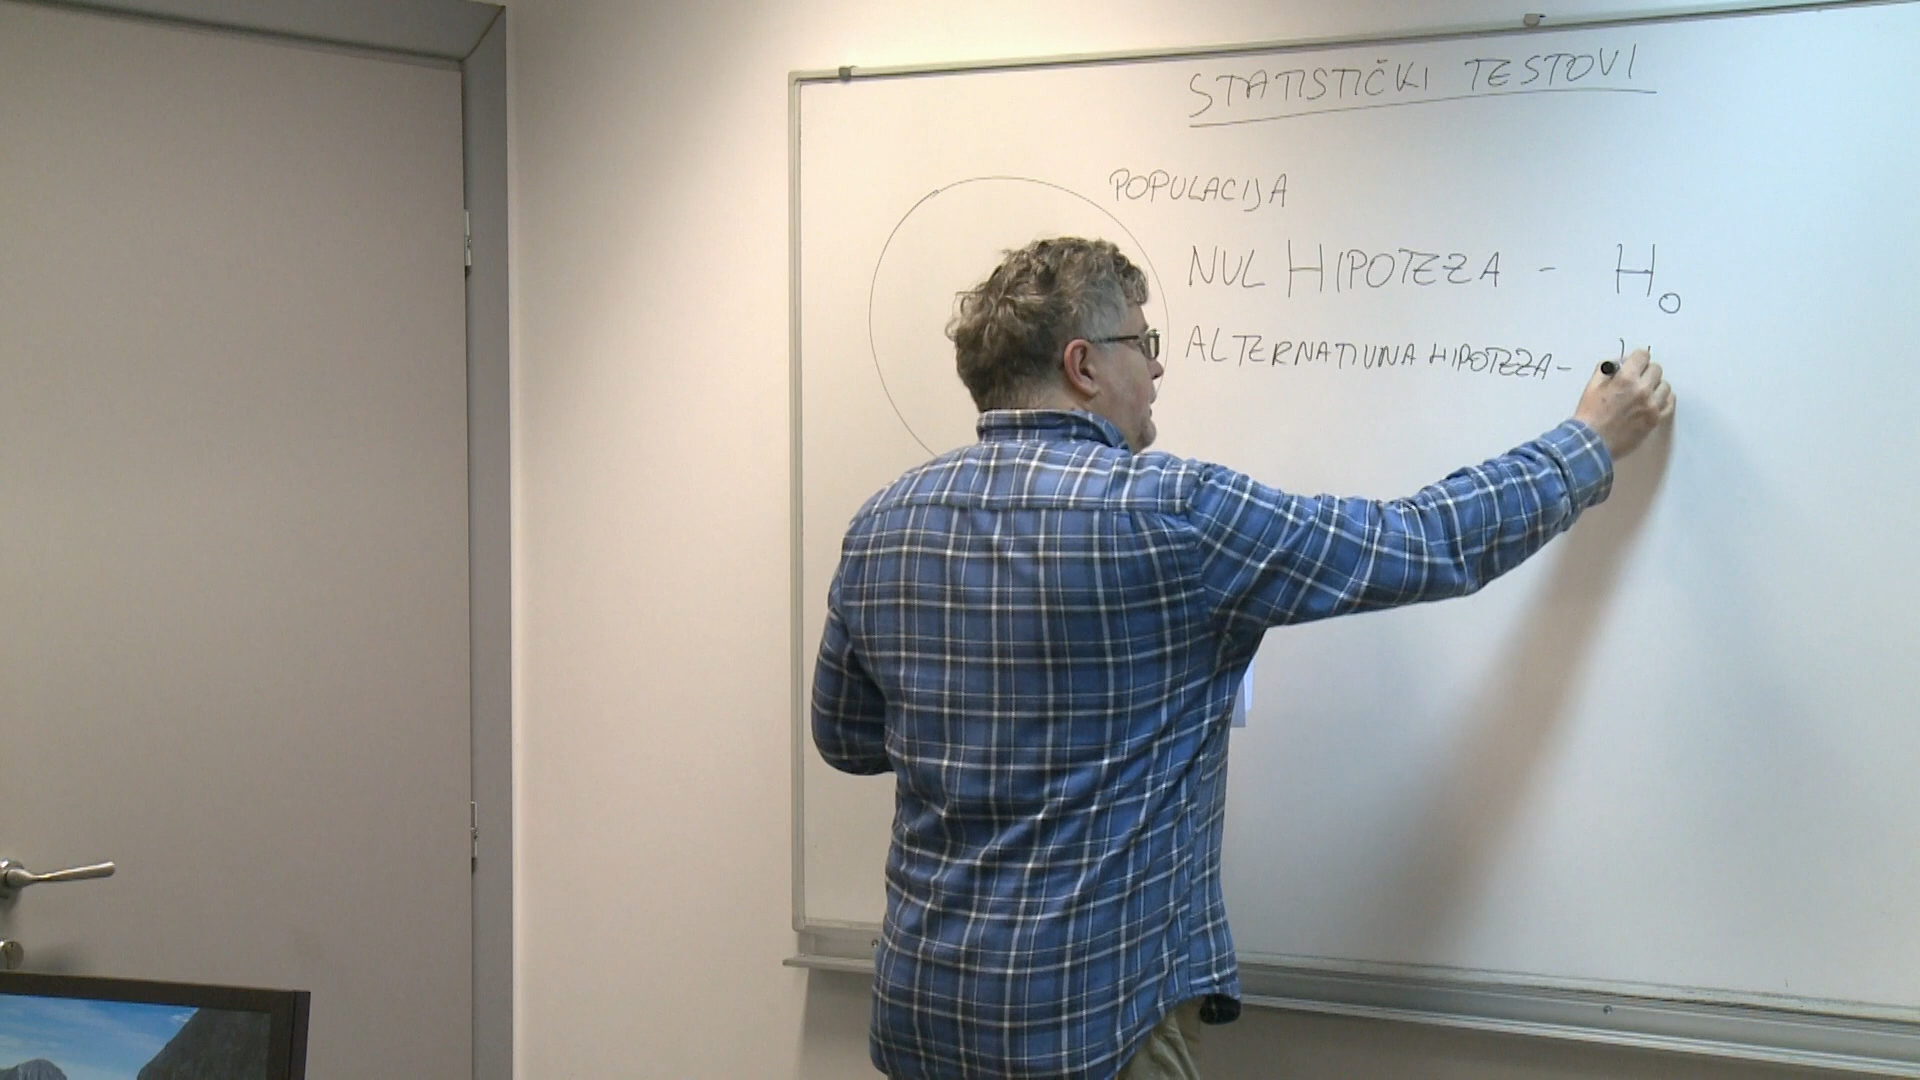 STATISTIČKI TESTOVI
POPULACIJA
NUL HIPOTEZA - H₀
ALTERNATIVNA HIPOTEZA - H